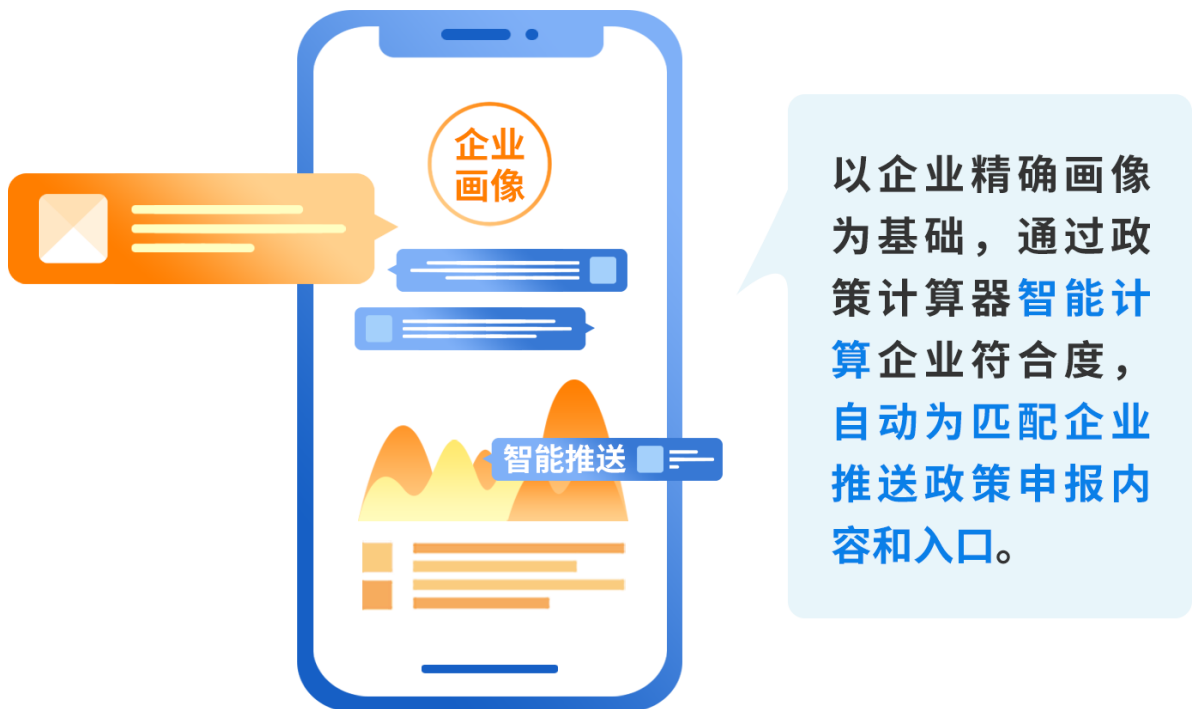 企业
画像
智能推送
以企业精确画像
为基础，通过政
策计算器智能计
算企业符合度，
自动为匹配企业
推送政策申报内
容和入口。